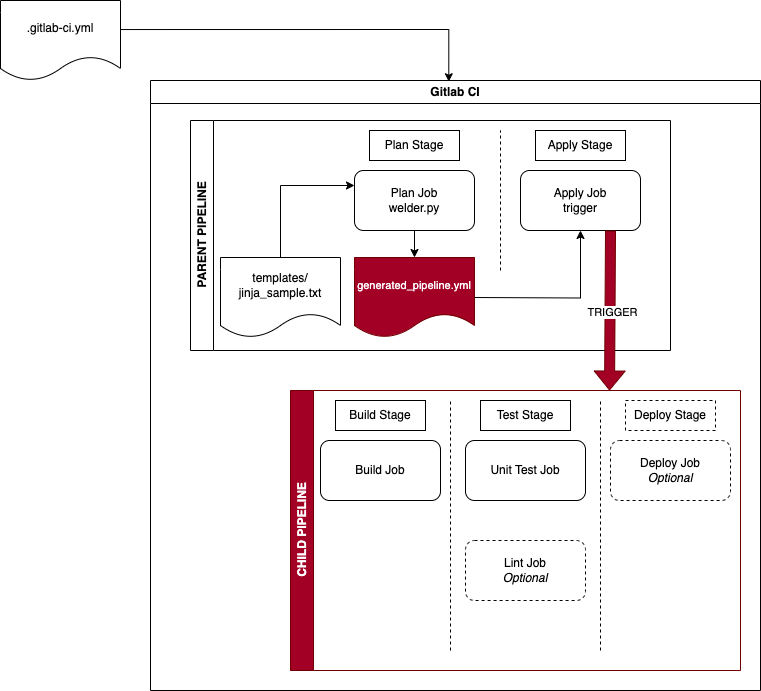 .gitlab-ci.yml
Gitlab CI
PARENT PIPELINE
Plan Stage
Apply Stage
Plan Job
welder.py
Apply Job
trigger
templates/
jinja_sample.txt
generated_pipeline.yml
TRIGGER
CHILD PIPELINE
Build Stage
Test Stage
Deploy Stage
Build Job
Unit Test Job
Deploy Job
Optional
Lint Job
Optional